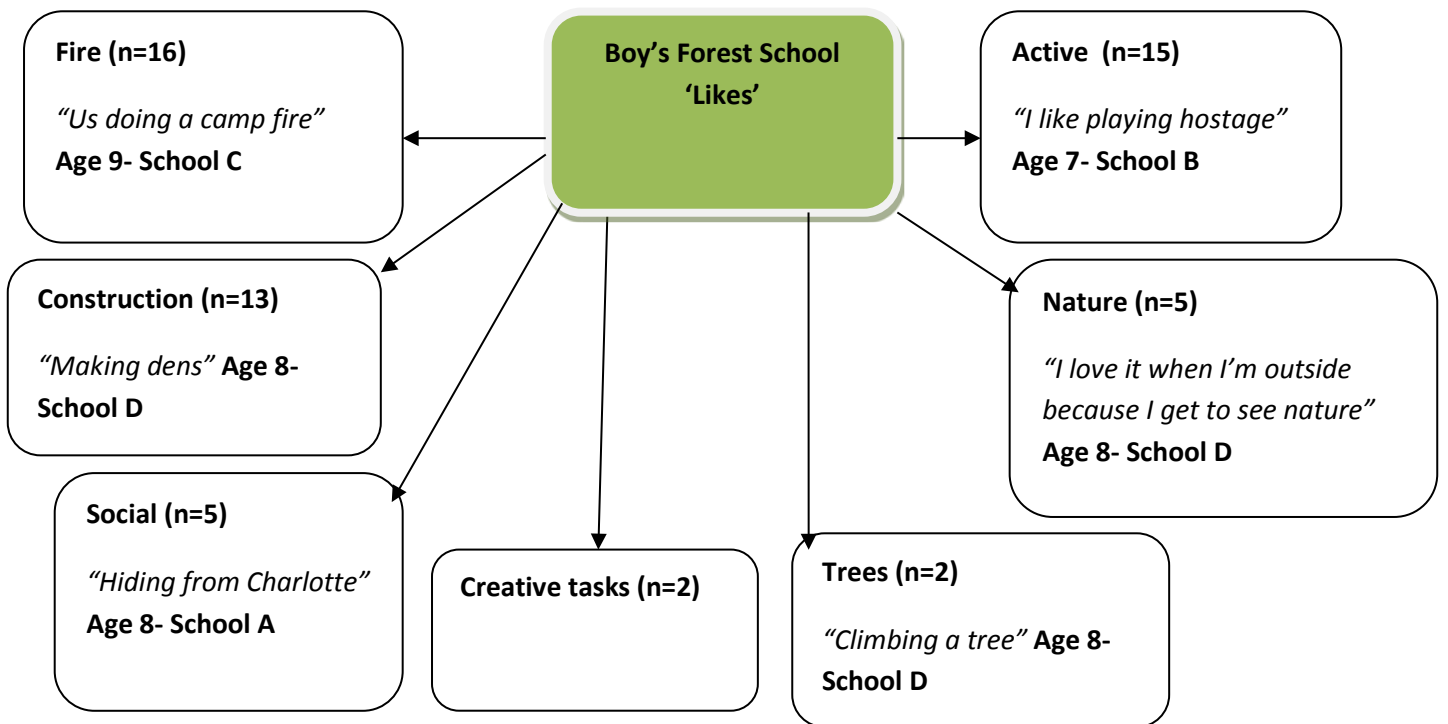 Boy’s Forest School
‘Likes’
Fire (n=16)
“Us doing a camp fire”
Age 9- School C
Active  (n=15)
“I like playing hostage”
Age 7- School B
Construction (n=13)
“Making dens” Age 8-
School D
Nature (n=5)
“I love it when I’m outside
because I get to see nature”
Age 8- School D
Social (n=5)
“Hiding from Charlotte”
Age 8- School A
Creative tasks (n=2)
Trees (n=2)
“Climbing a tree” Age 8-
School D